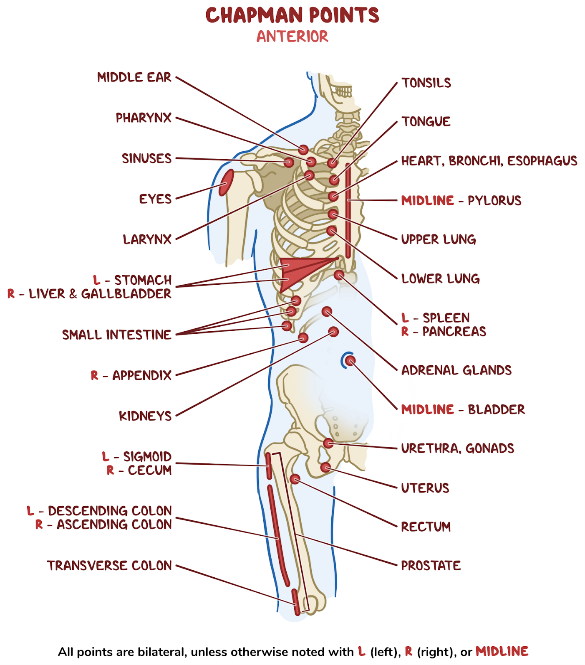 CHAPMAN POINTS
ANTERIOR
MIDDLE EAR
PHARYNX
SINUSES
EYES
LARYNX
L - STOMACH
R - LIVER & GALLBLADDER
SMALL INTESTINE
R - APPENDIX
KIDNEYS
L - SIGMOID
R - CECUM
L - DESCENDING COLON
R - ASCENDING COLON
TRANSVERSE COLON
TONSILS
TONGUE
HEART, BRONCHI, ESOPHAGUS
MIDLINE - PYLORUS
UPPER LUNG
LOWER LUNG
L - SPLEEN
R - PANCREAS
ADRENAL GLANDS
MIDLINE - BLADDER
URETHRA, GONADS
UTERUS
RECTUM
PROSTATE
All points are bilateral, unless otherwise noted with L (left), R (right), or MIDLINE